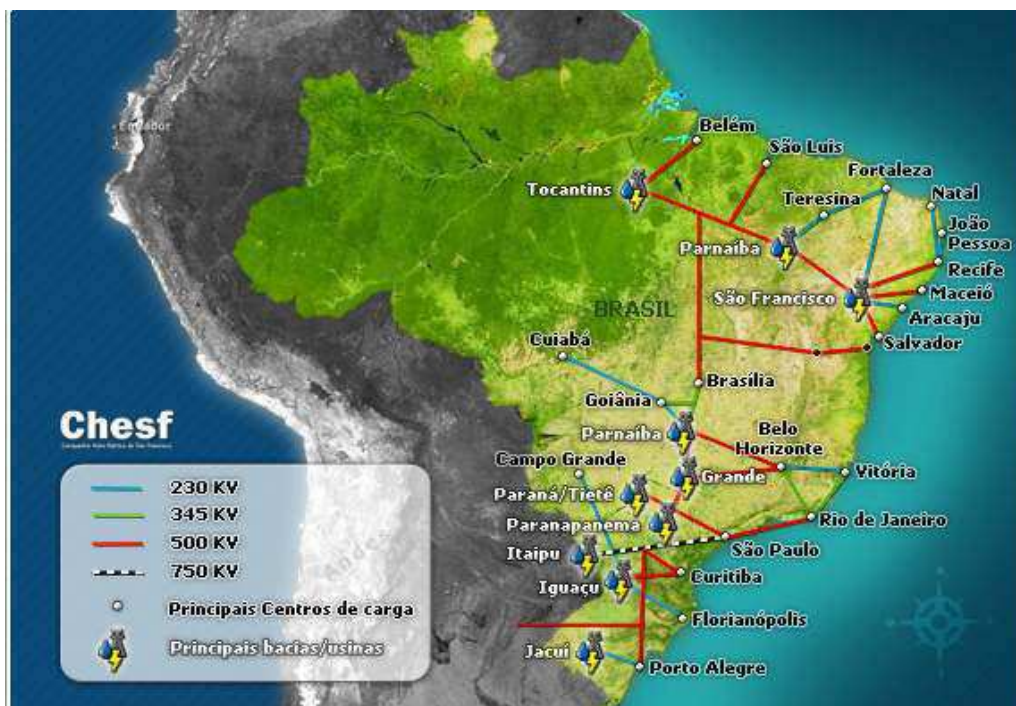 Ecuador
Belém
São Luis
Fortaleza
Tocantins
Teresina
Natal
João
Pessoa
Parnaíba
Recife
São Francisco
Maceió
BRASIL
Aracaju
Cuiabá
Salvador
Brasília
Goiânia
Chesf
Parnaíba
Belo
Horizonte
Campo Grande
Grande
Vitória
Paraná/Tietê
Paranapanema
Rio de Janeiro
Itaipu
São Paulo
Iguaçu
Curitiba
Florianópolis
Jacuí
Porto Alegre
230 KV
345 KV
500 KV
750 KV
Principais Centros de carga
Principais bacias/usinas